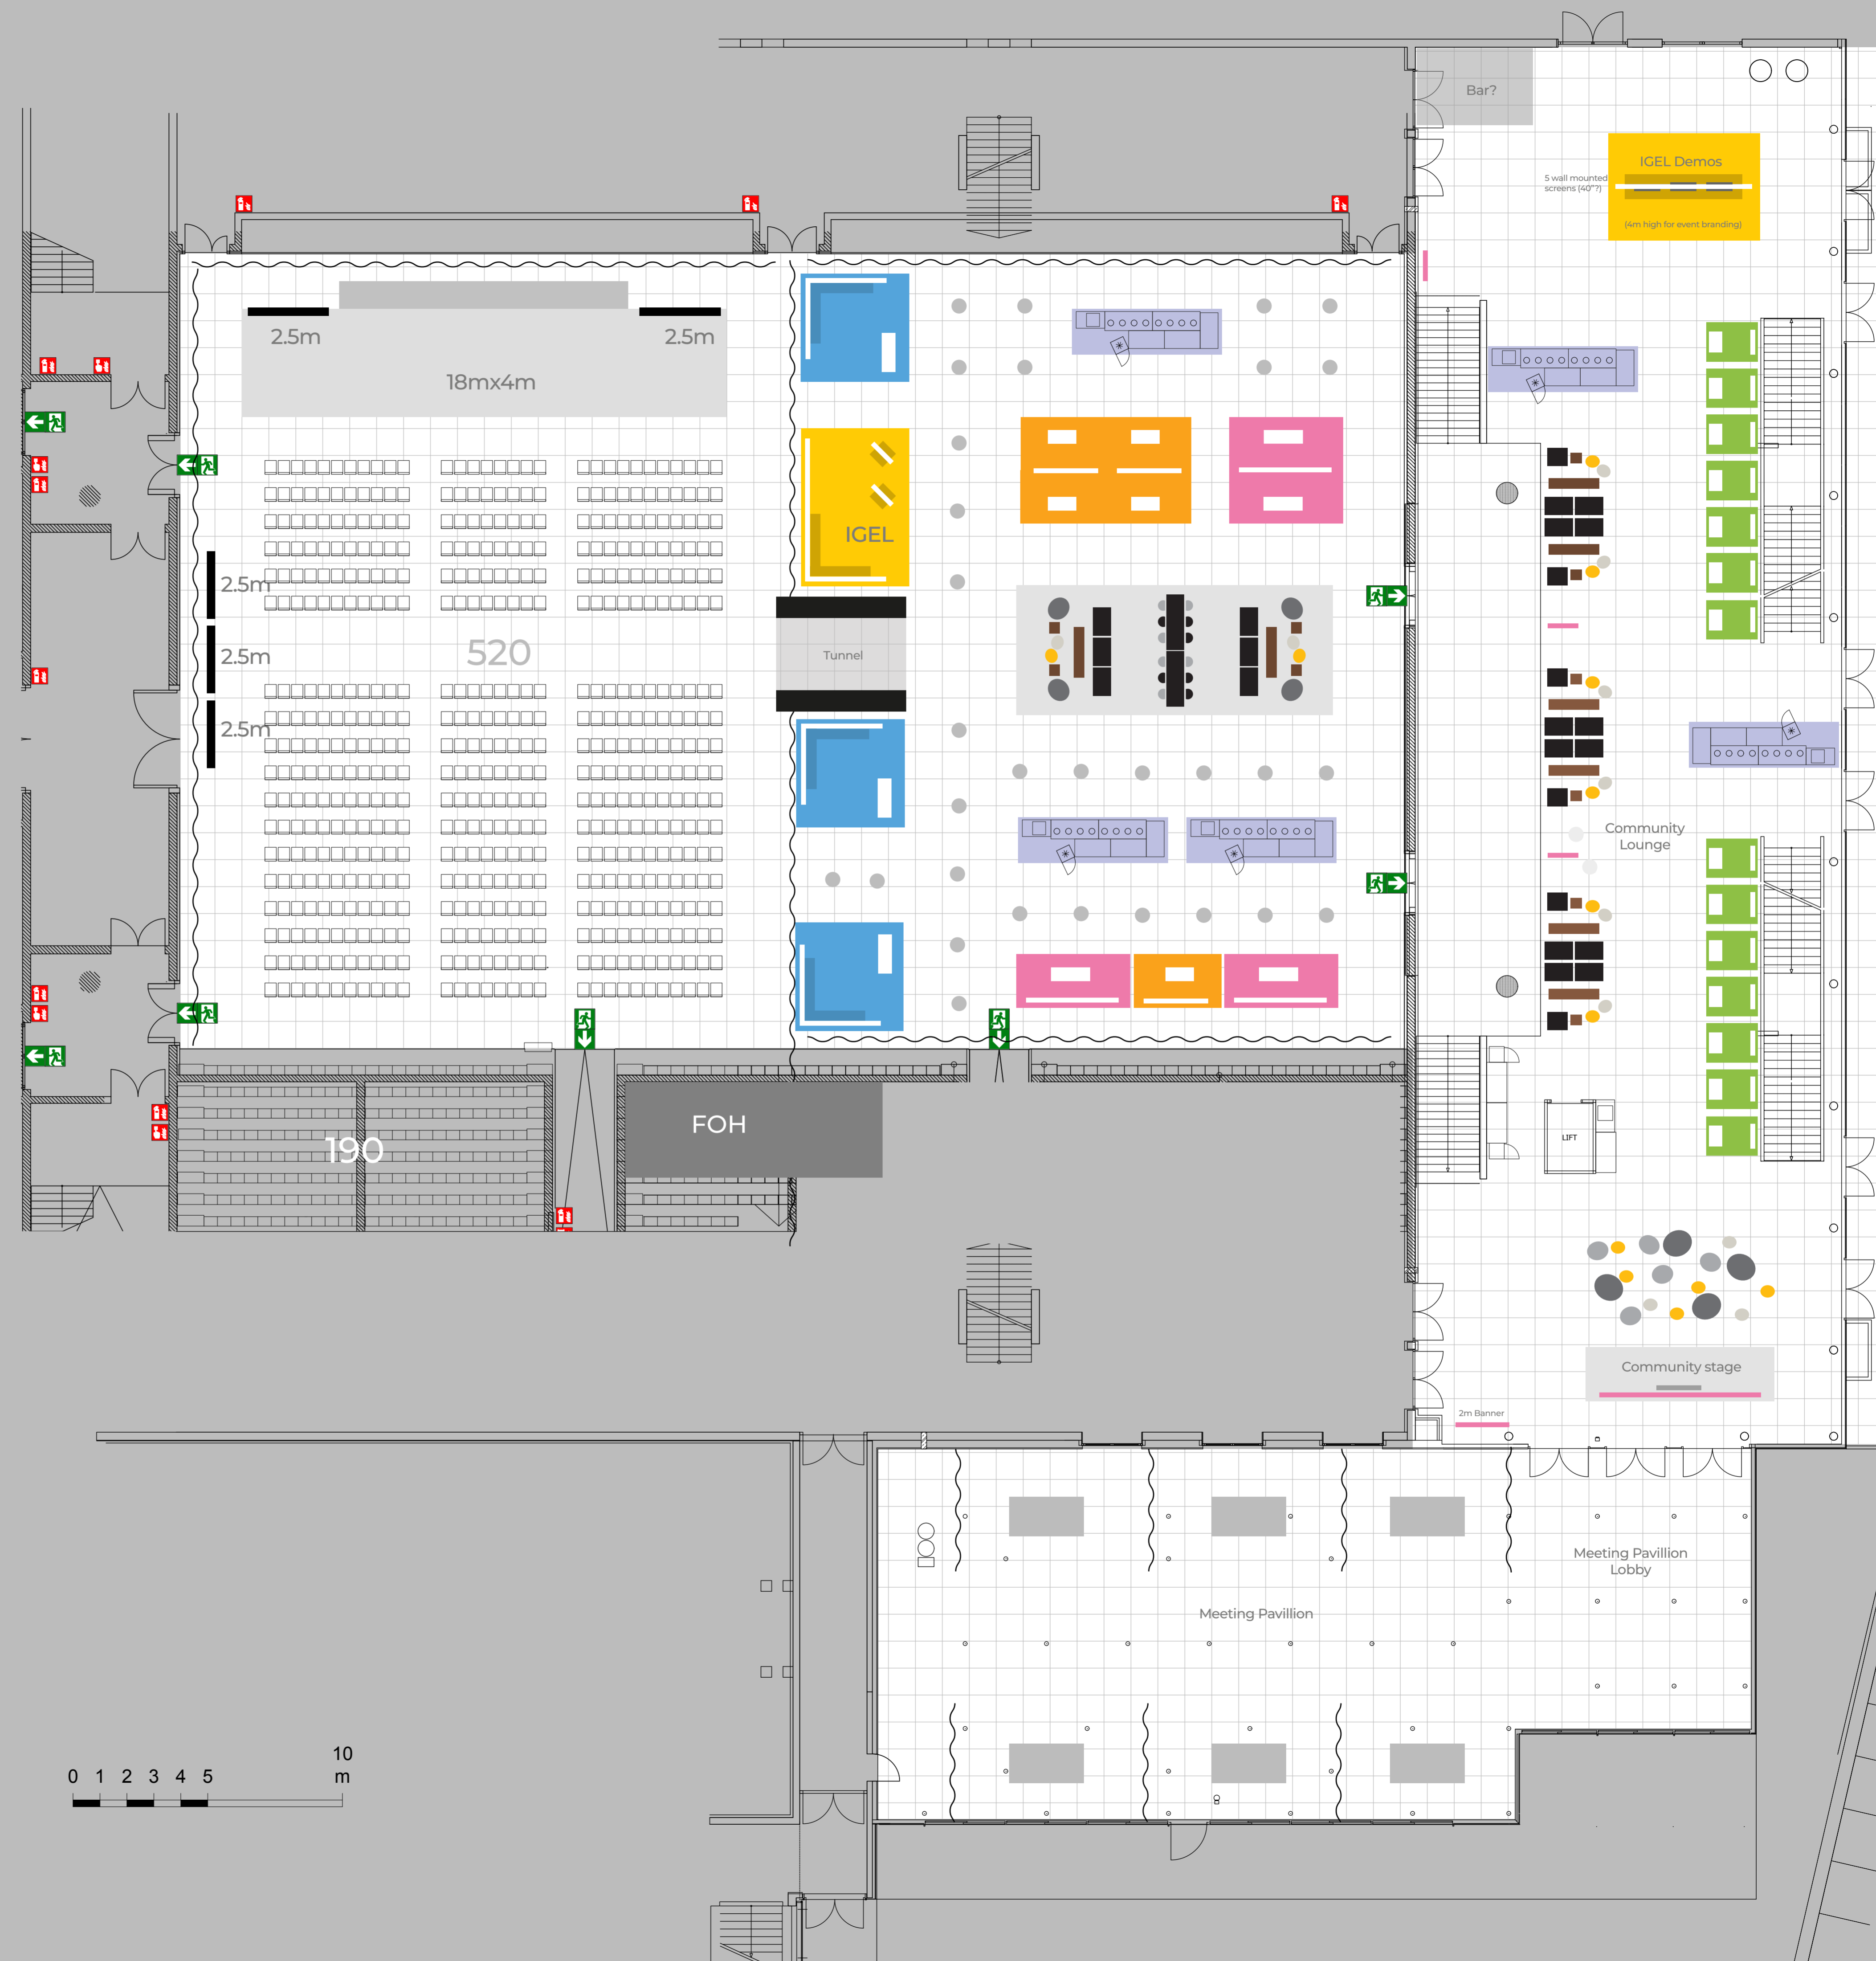 Bar?
IGEL Demos
5 wall mounted
screens (40"?)
(4m high for event branding)
2.5m
2.5m
18mx4m
IGEL
2.5m
520
2.5m
Tunnel
2.5m
Community
Lounge
FOH
190
LIFT
Community stage
2m Banner
Meeting Pavillion
Lobby
Meeting Pavillion
0 1 2 3 4 5 10
m